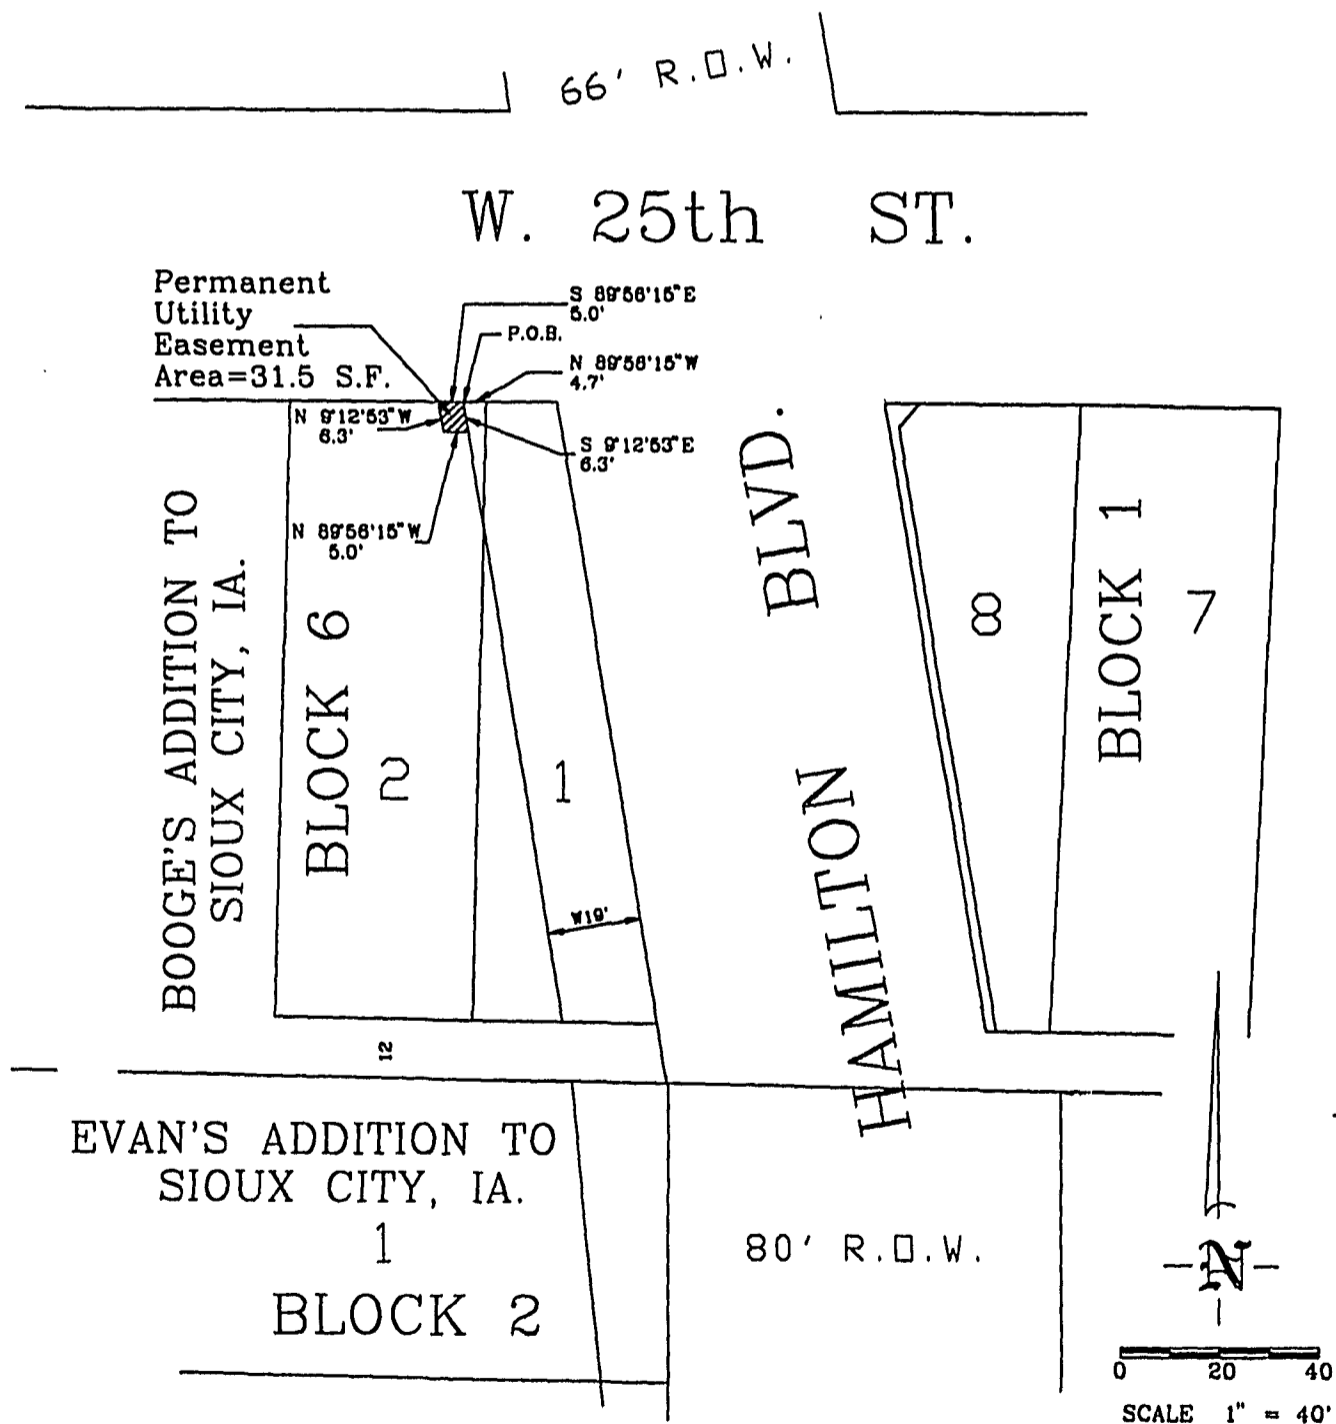 66' R.O.W.
W. 25th ST.
Permanent
Utility
Easement
Area=31.5 S.F.
S 89°56'15"E
5.0'
P.O.B.
N 89°56'15"W
4.7'
N 9°12'53"W
6.3'
S 9°12'53"E
6.3'
N 89°56'15"W
5.0'
BOOGE'S ADDITION TO
SIOUX CITY, IA.
BLOCK 6
2
1
W19'
HAMILTON BLVD.
8
BLOCK 1
7
12
EVAN'S ADDITION TO
SIOUX CITY, IA.
1
BLOCK 2
80' R.O.W.
N
0 20 40
SCALE 1" = 40'